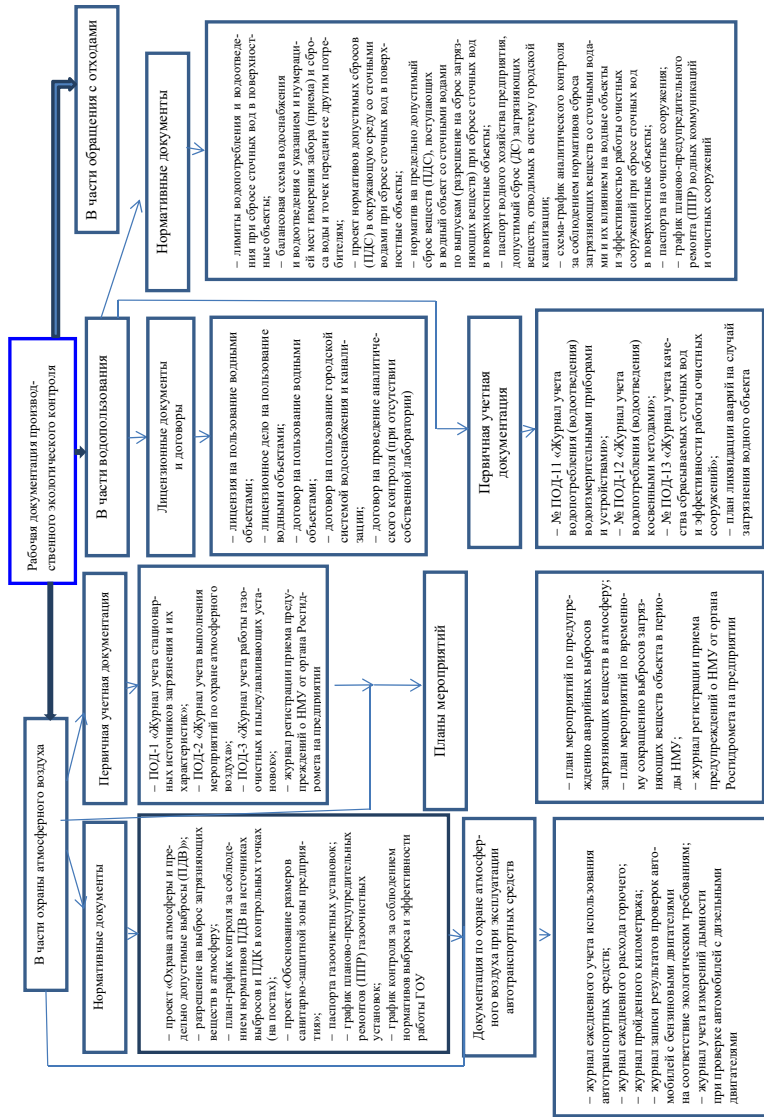 Рабочая документация производ-
ственного экологического контроля
В части охраны атмосферного воздуха
В части водопользования
В части обращения с отходами
Нормативные документы
– проект «Охрана атмосферы и пре-
дельно допустимые выбросы (ПДВ)»;
– разрешение на выброс загрязняющих
веществ в атмосферу;
– план-график контроля за соблюде-
нием нормативов ПДВ на источниках
выбросов и ПДК в контрольных точках
(на постах);
– проект «Обоснование размеров
санитарно-защитной зоны предприя-
тия»;
– паспорта газоочистных установок;
– график планово-предупредительных
ремонтов (ППР) газоочистных
установок;
– график контроля за соблюдением
нормативов выброса и эффективности
работы ГОУ
Первичная учетная документация
– ПОД-1 «Журнал учета стационар-
ных источников загрязнения и их
характеристик»;
– ПОД-2 «Журнал учета выполнения
мероприятий по охране атмосферного
воздуха»;
– ПОД-3 «Журнал учета работы газо-
очистных и пылеулавливающих уста-
новок»;
– журнал регистрации приема преду-
преждений о НМУ от органа Росгид-
ромета на предприятии
Документация по охране атмосфер-
ного воздуха при эксплуатации
автотранспортных средств
– журнал ежедневного учета использования
автотранспортных средств;
– журнал ежедневного расхода горючего;
– журнал пройденного километража;
– журнал записи результатов проверок авто-
мобилей с бензиновыми двигателями
на соответствие экологическим требованиям;
– журнал учета измерений дымности
при проверке автомобилей с дизельными
двигателями
Планы мероприятий
– план мероприятий по предупре-
ждению аварийных выбросов
загрязняющих веществ в атмосферу;
– план мероприятий по временно-
му сокращению выбросов загряз-
няющих веществ объекта в перио-
ды НМУ;
– журнал регистрации приема
предупреждений о НМУ от органа
Росгидромета на предприятии
Лицензионные документы
и договоры
– лицензия на пользование водными
объектами;
– лицензионное дело на пользование
водными объектами;
– договор на пользование водными
объектами;
– договор на пользование городской
системой водоснабжения и канали-
зации;
– договор на проведение аналитиче-
ского контроля (при отсутствии
собственной лаборатории)
Нормативные документы
– лимиты водопотребления и водоотведе-
ния при сбросе сточных вод в поверхност-
ные объекты;
– балансовая схема водоснабжения
и водоотведения с указанием и нумераци-
ей мест измерения забора (приема) и сбро-
са воды и точек передачи ее другим потре-
бителям;
– проект нормативов допустимых сбросов
(ПДС) в окружающую среду со сточными
водами при сбросе сточных вод в поверх-
ностные объекты;
– норматив на предельно допустимый
сброс веществ (ПДС), поступающих
в водный объект со сточными водами
по выпускам (разрешение на сброс загряз-
няющих веществ) при сбросе сточных вод
в поверхностные объекты;
– паспорт водного хозяйства предприятия,
допустимый сброс (ДС) загрязняющих
веществ, отводимых в систему городской
канализации;
– схема-график аналитического контроля
за соблюдением нормативов сброса
загрязняющих веществ со сточными вода-
ми и их влиянием на водные объекты
и эффективностью работы очистных
сооружений при сбросе сточных вод
в поверхностные объекты;
– паспорта на очистные сооружения;
– график планово-предупредительного
ремонта (ППР) водных коммуникаций
и очистных сооружений
Первичная учетная
документация
– № ПОД-11 «Журнал учета
водопотребления (водоотведения)
водоизмерительными приборами
и устройствами»;
– № ПОД-12 «Журнал учета
водопотребления (водоотведения)
косвенными методами»;
– № ПОД-13 «Журнал учета каче-
ства сбрасываемых сточных вод
и эффективности работы очистных
сооружений»;
– план ликвидации аварий на случай
загрязнения водного объекта